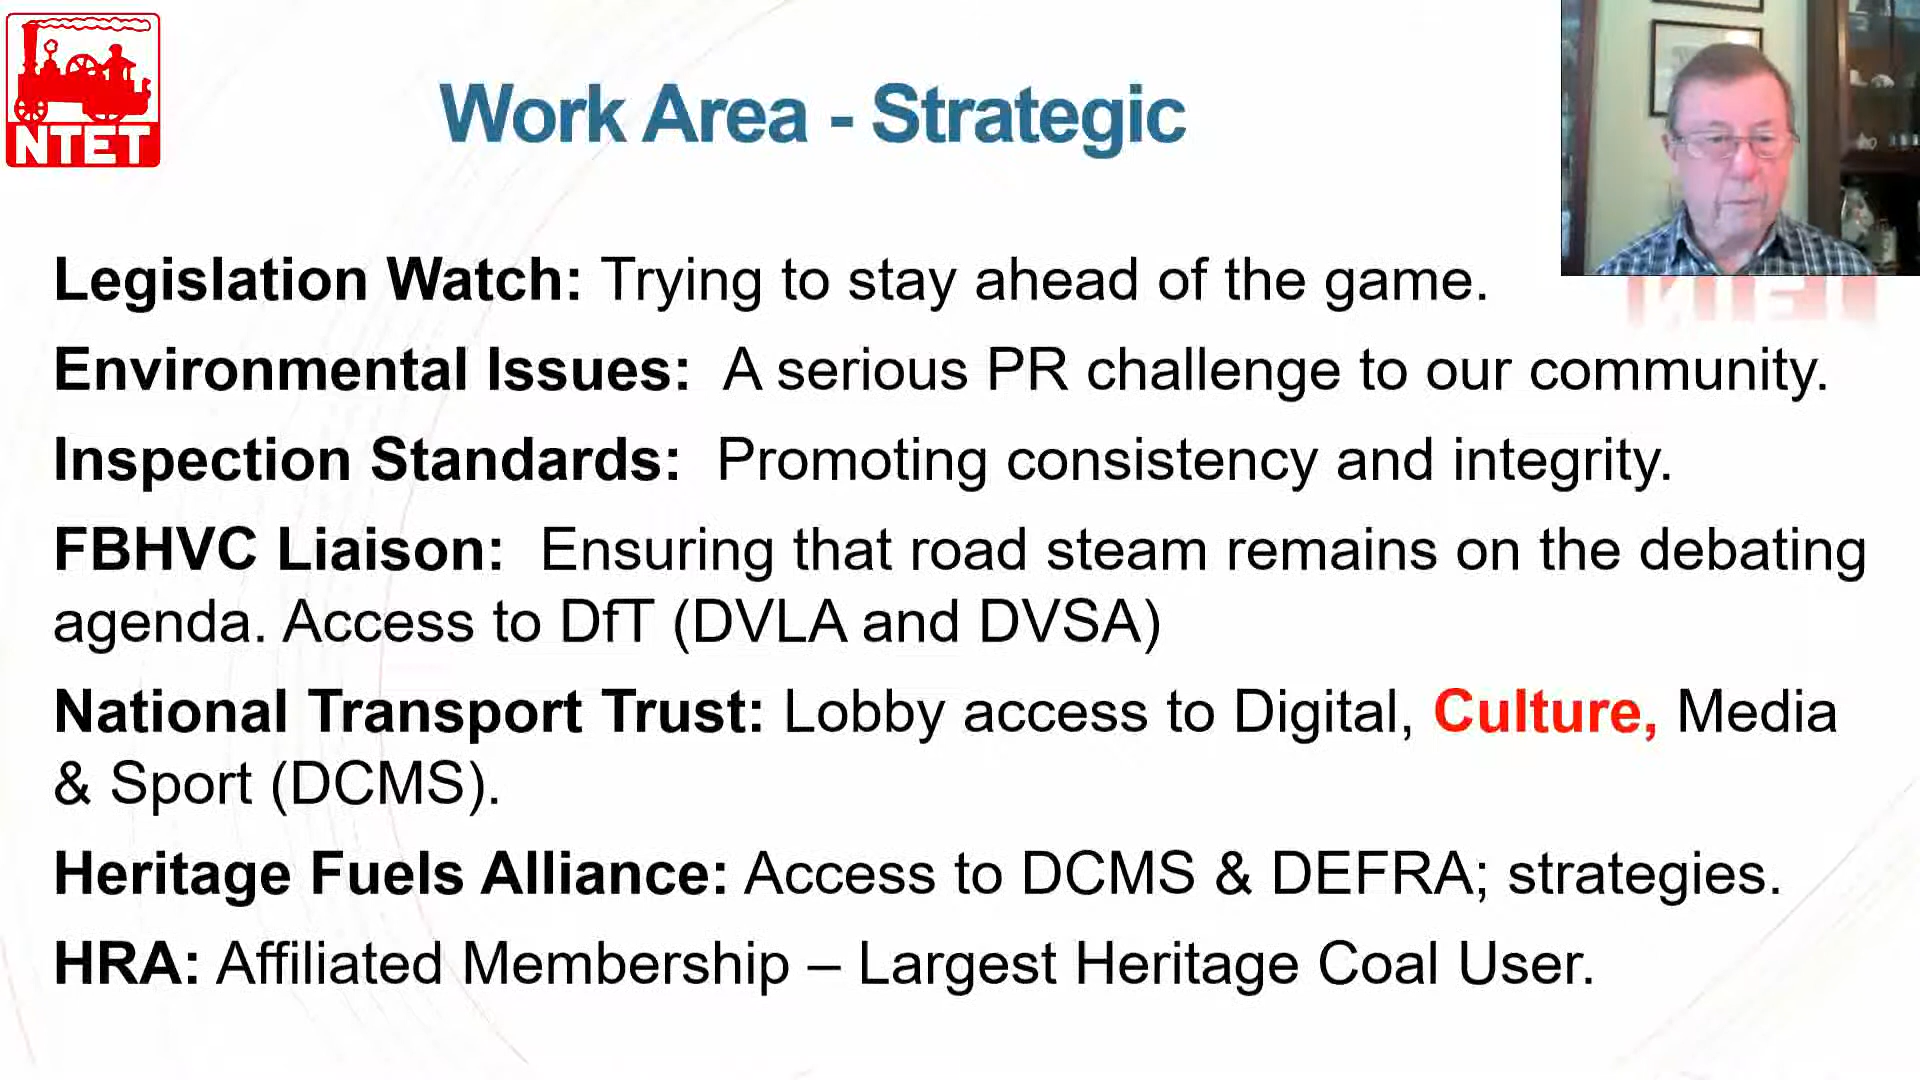 NTET
Work Area - Strategic
Legislation Watch: Trying to stay ahead of the game.
Environmental Issues: A serious PR challenge to our community.
Inspection Standards: Promoting consistency and integrity.
FBHVC Liaison: Ensuring that road steam remains on the debating
agenda. Access to DfT (DVLA and DVSA)
National Transport Trust: Lobby access to Digital, Culture, Media
& Sport (DCMS).
Heritage Fuels Alliance: Access to DCMS & DEFRA; strategies.
HRA: Affiliated Membership – Largest Heritage Coal User.